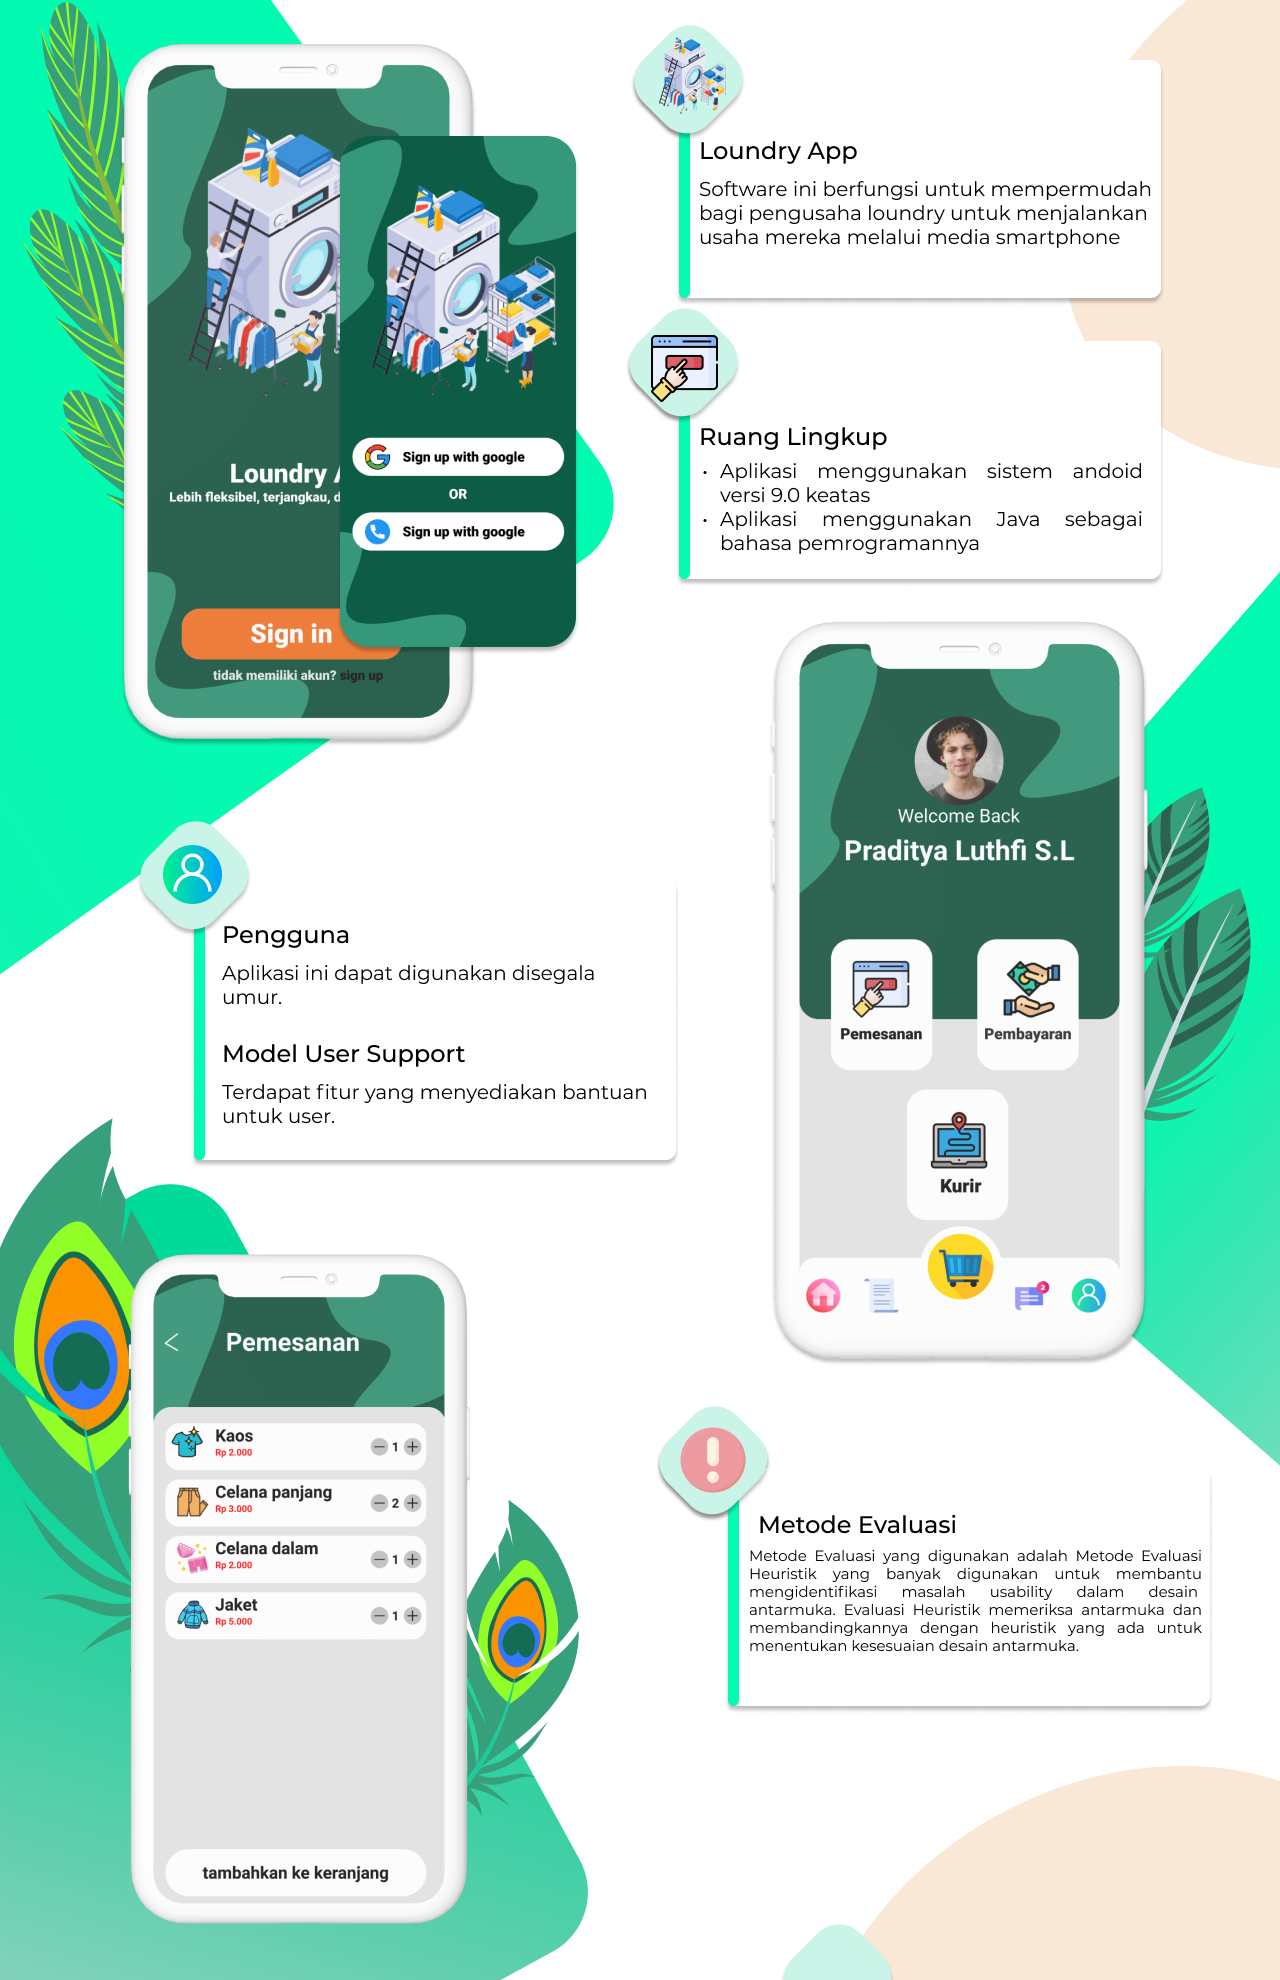 Loundry App
Software ini berfungsi untuk mempermudah
bagi pengusaha loundry untuk menjalankan
usaha mereka melalui media smartphone
Loundry A
Lebih fleksibel, terjangkau, d
Sign in
tidak memiliki akun? sign up
Sign up with google
OR
Sign up with google
Ruang Lingkup
• Aplikasi menggunakan sistem andoid
versi 9.0 keatas
• Aplikasi menggunakan Java sebagai
bahasa pemrogramannya
Welcome Back
Praditya Luthfi S.L
Pemesanan
Pembayaran
Kurir
2
Pengguna
Aplikasi ini dapat digunakan disegala
umur.
Model User Support
Terdapat fitur yang menyediakan bantuan
untuk user.
Pemesanan
Kaos
Rp 2.000
1
Celana panjang
Rp 3.000
2
Celana dalam
Rp 2.000
1
Jaket
Rp 5.000
1
tambahkan ke keranjang
Metode Evaluasi
Metode Evaluasi yang digunakan adalah Metode Evaluasi
Heuristik yang banyak digunakan untuk membantu
mengidentifikasi masalah usability dalam desain
antarmuka. Evaluasi Heuristik memeriksa antarmuka dan
membandingkannya dengan heuristik yang ada untuk
menentukan kesesuaian desain antarmuka.